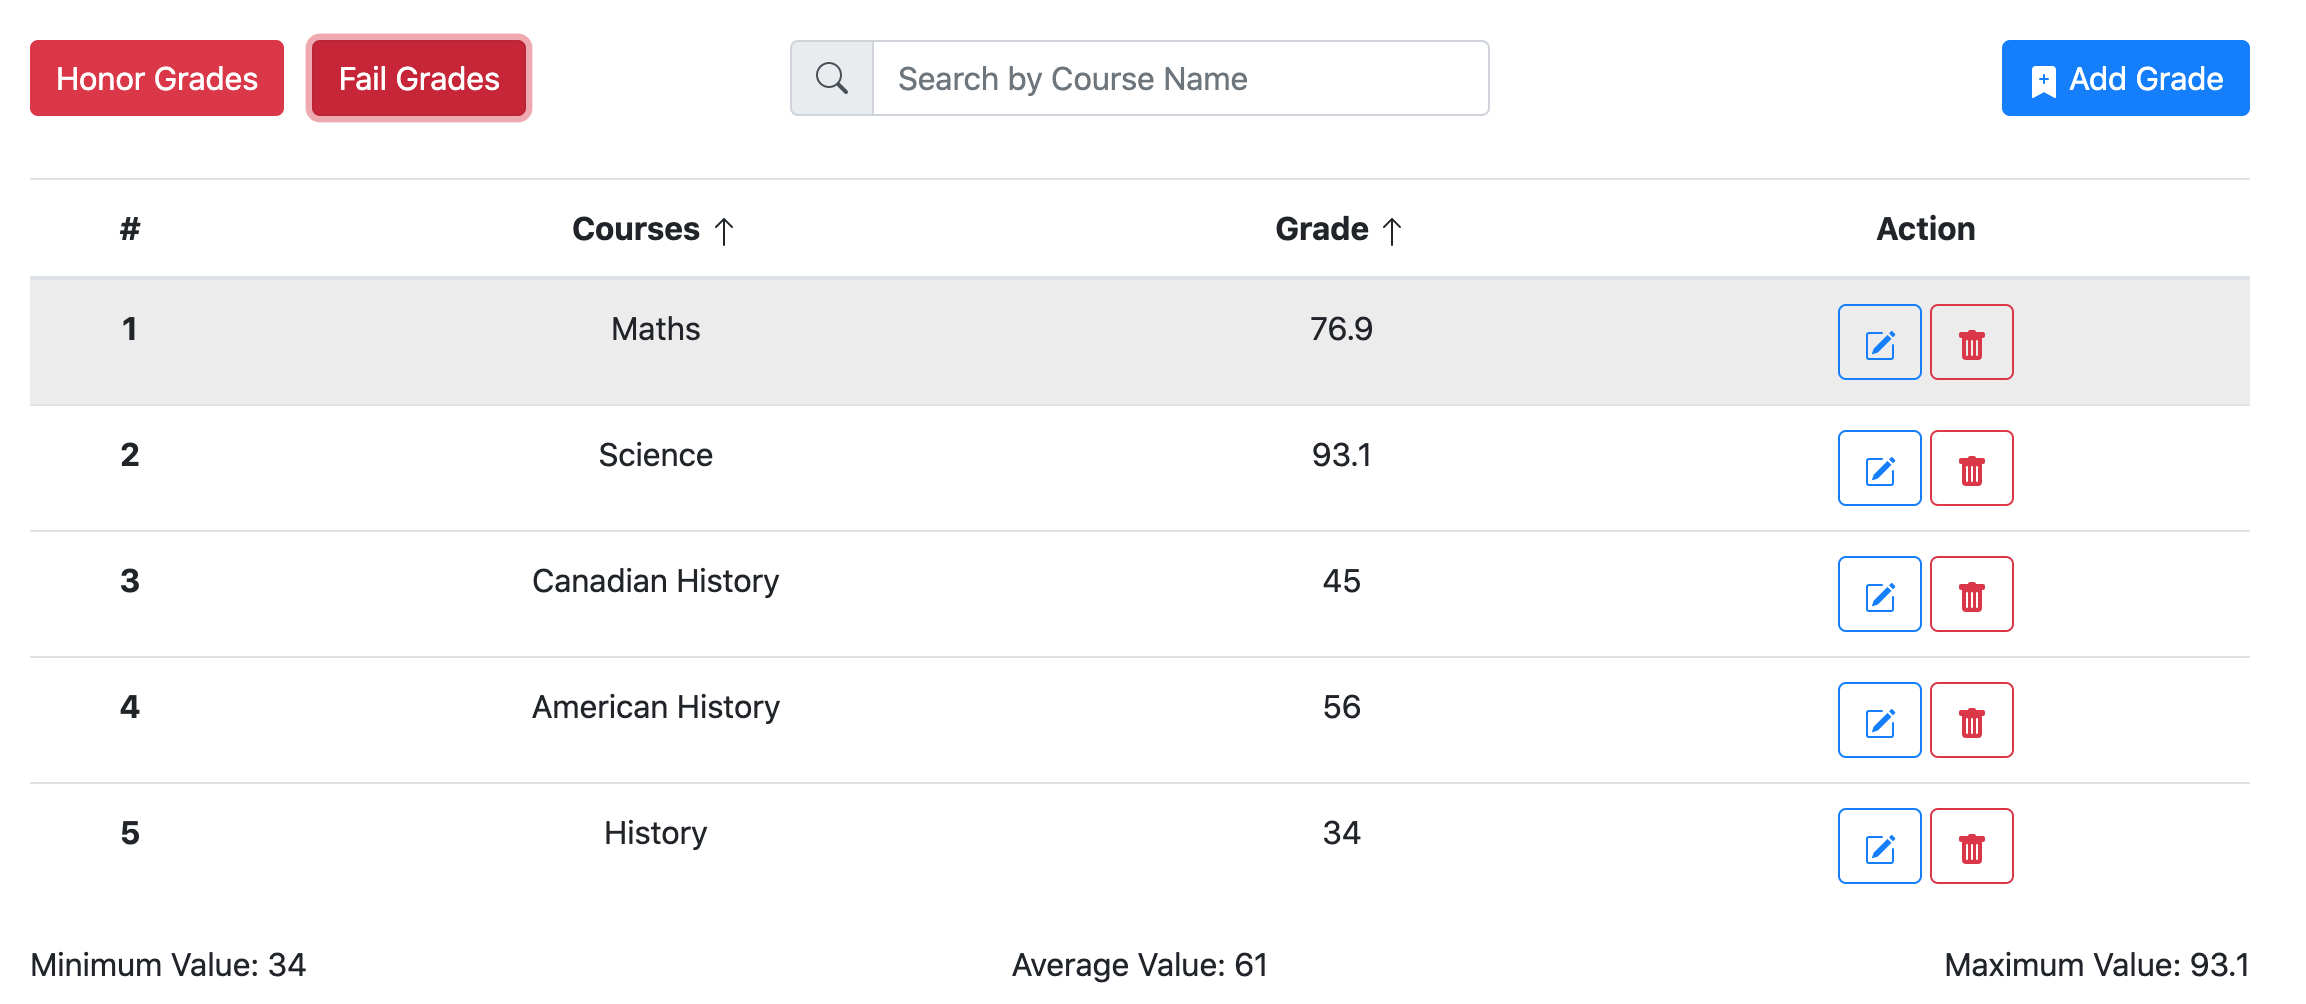 Honor Grades Fail Grades Search by Course Name Add Grade
# Courses ↑ Grade ↑ Action
1 Maths 76.9
2 Science 93.1
3 Canadian History 45
4 American History 56
5 History 34
Minimum Value: 34 Average Value: 61 Maximum Value: 93.1